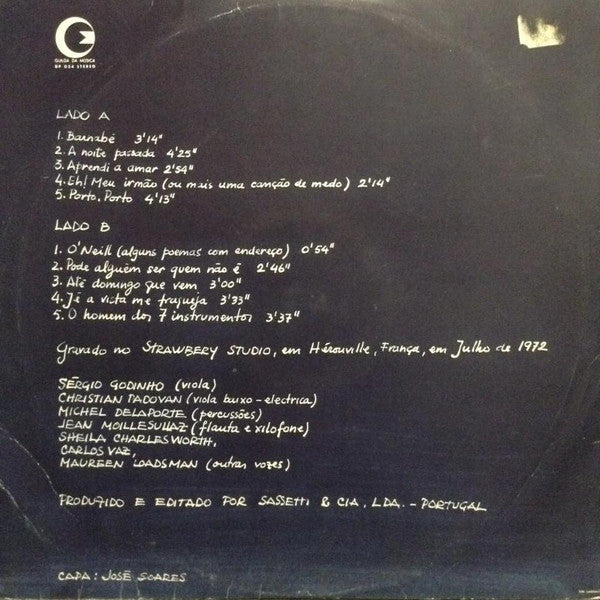 GUILDA DA MÚSICA
DP 024 STEREO
LADO A
1. Barnabé 3'14"
2. A noite passada 4'25"
3. Aprendi a amar 2'54"
4. Eh! Meu irmão (ou mais uma canção de medo) 2'14"
5. Porto, Porto 4'13"
LADO B
1. O'Neill (alguns poemas com endereço) 0'54"
2. Pode alguém ser quem não é 2'46"
3. Até domingo que vem 3'00"
4. Já a vista me fraqueja 3'33"
5. O homem dos 7 instrumentos 3'37"
Gravado no STRAWBERY STUDIO, em Hérouville, França, em Julho de 1972
SÉRGIO GODINHO (viola)
CHRISTIAN PADOVAN (viola baixo-electrica)
MICHEL DELAPORTE (percussões)
JEAN MOILLESULLAZ (flauta e xilofone)
SHEILA CHARLESWORTH,
CARLOS VAZ,
MAUREEN LOADSMAN (outras vozes)
PRODUZIDO E EDITADO POR SASSETTI & CIA, LDA. - PORTUGAL
CAPA: JOSÉ SOARES